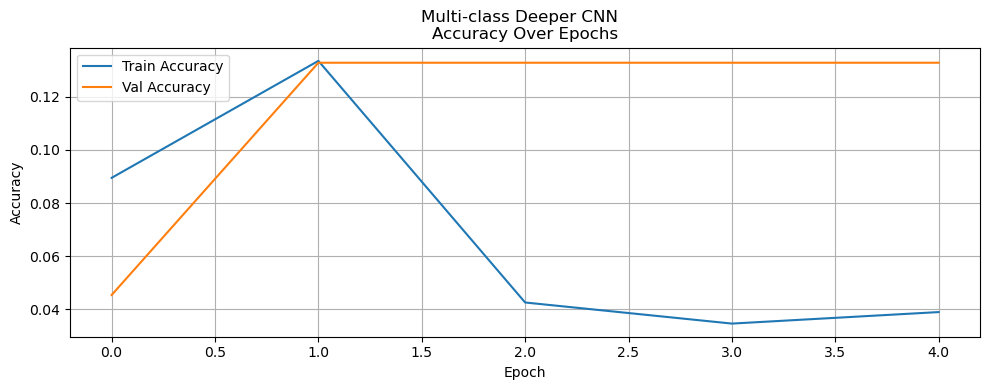 Multi-class Deeper CNN
Accuracy Over Epochs
Train Accuracy
Val Accuracy
Accuracy
0.12
0.10
0.08
0.06
0.04
0.0 0.5 1.0 1.5 2.0 2.5 3.0 3.5 4.0
Epoch